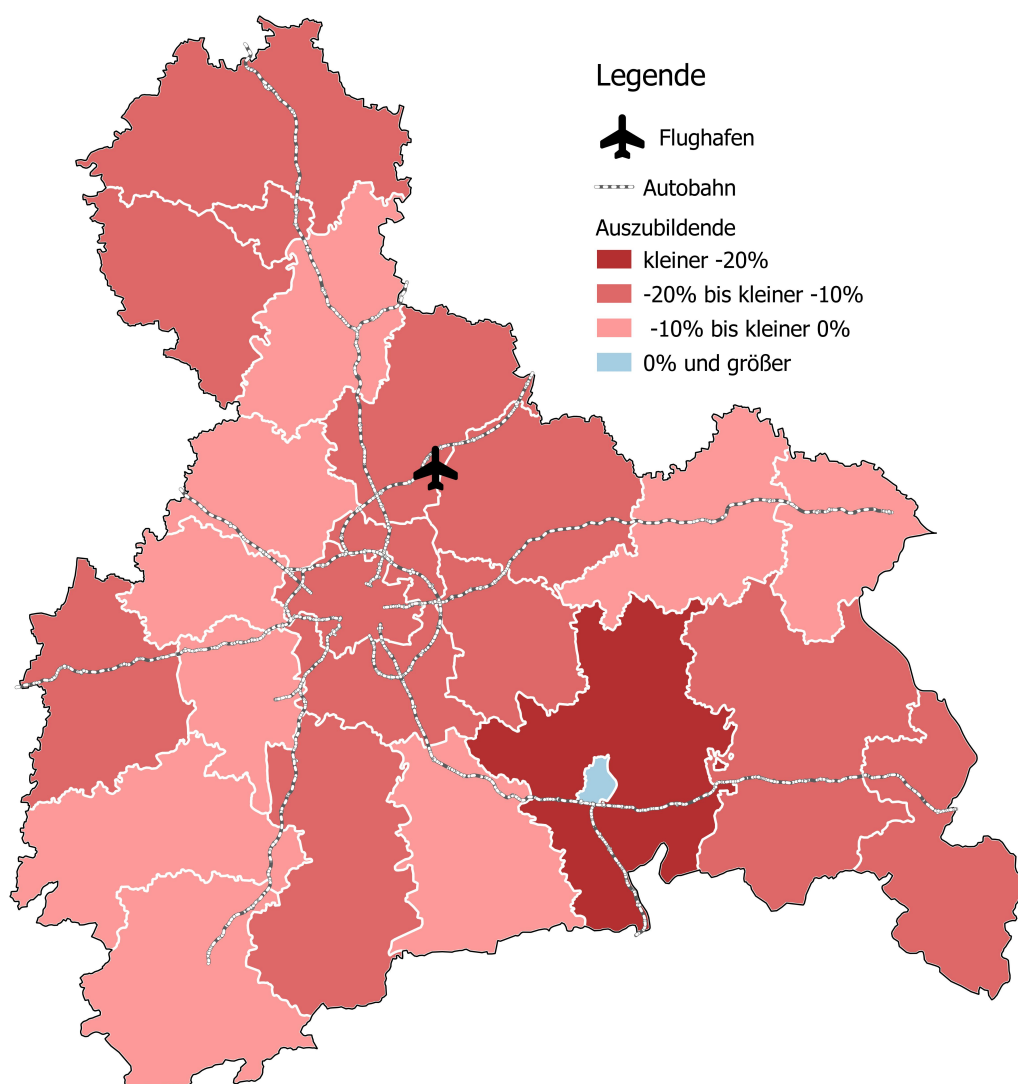 Legende
Flughafen
Autobahn
Auszubildende
kleiner -20%
-20% bis kleiner -10%
-10% bis kleiner 0%
0% und größer